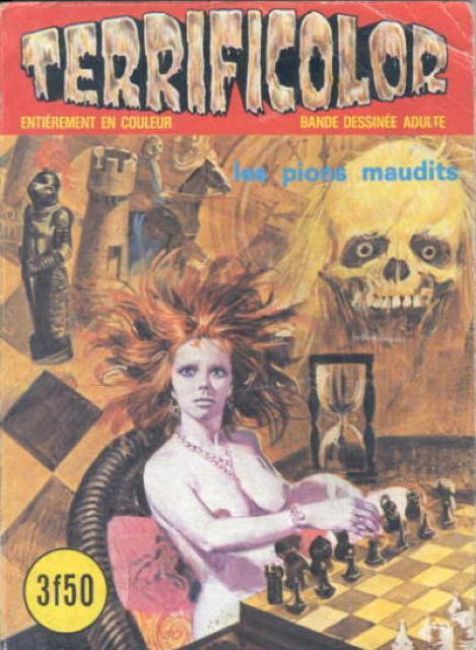 TERRIFICOLOR
ENTIÈREMENT EN COULEUR
BANDE DESSINÉE ADULTE
les pions maudits
3f50